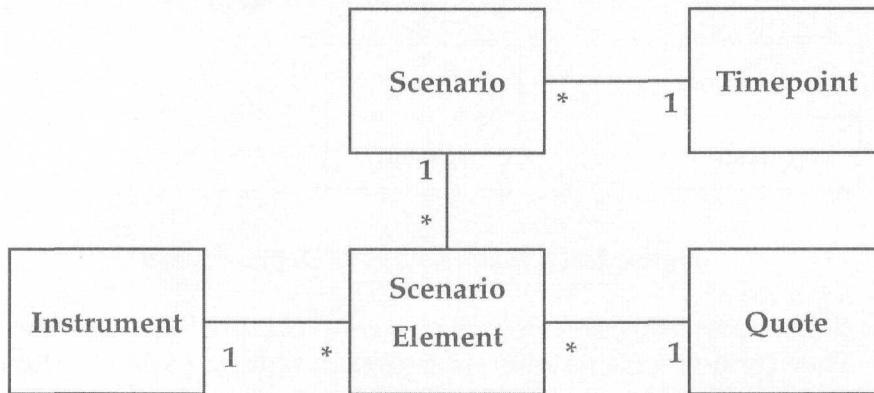 Scenario
*
1
Timepoint
1
*
Instrument
1
*
Scenario
Element
*
1
Quote